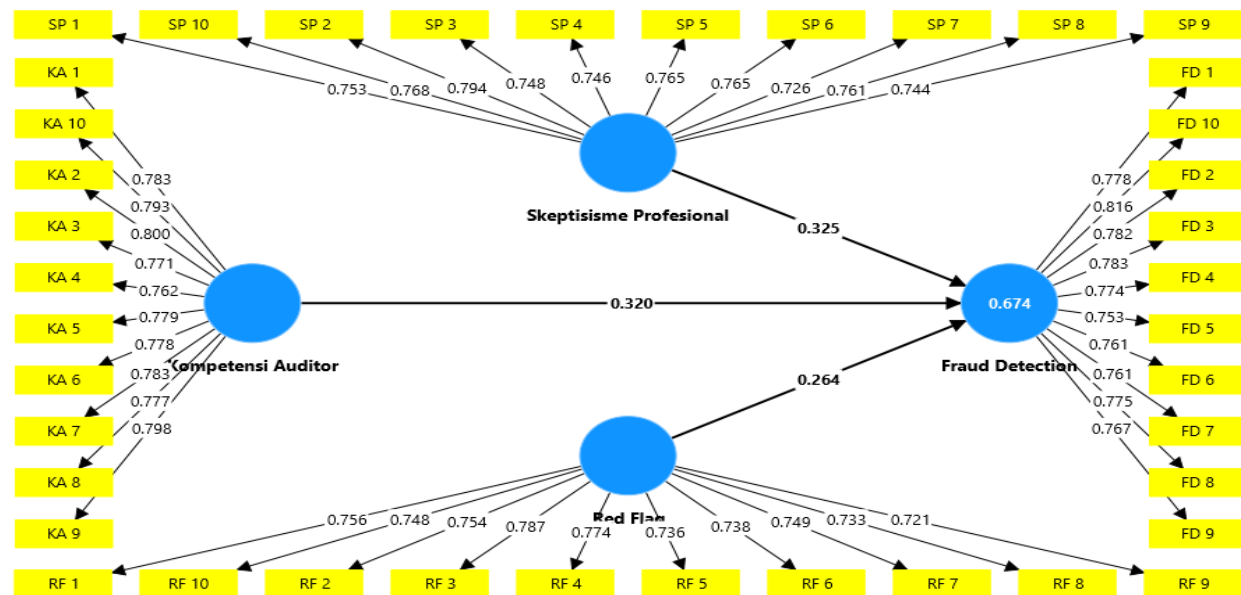 SP 1
SP 10
SP 2
SP 3
SP 4
SP 5
SP 6
SP 7
SP 8
SP 9
0.753
0.768
0.794
0.748
0.746
0.765
0.765
0.726
0.761
0.744
KA 1
KA 10
KA 2
KA 3
KA 4
KA 5
KA 6
KA 7
KA 8
KA 9
0.783
0.793
0.800
0.771
0.762
0.779
0.778
0.783
0.777
0.798
Skeptisisme Profesional
0.325
Kompetensi Auditor
0.320
0.674
Fraud Detection
0.264
Red Flag
FD 1
FD 10
FD 2
FD 3
FD 4
FD 5
FD 6
FD 7
FD 8
FD 9
0.778
0.816
0.782
0.783
0.774
0.753
0.761
0.761
0.775
0.767
0.756
0.748
0.754
0.787
0.774
0.736
0.738
0.749
0.733
0.721
RF 1
RF 10
RF 2
RF 3
RF 4
RF 5
RF 6
RF 7
RF 8
RF 9